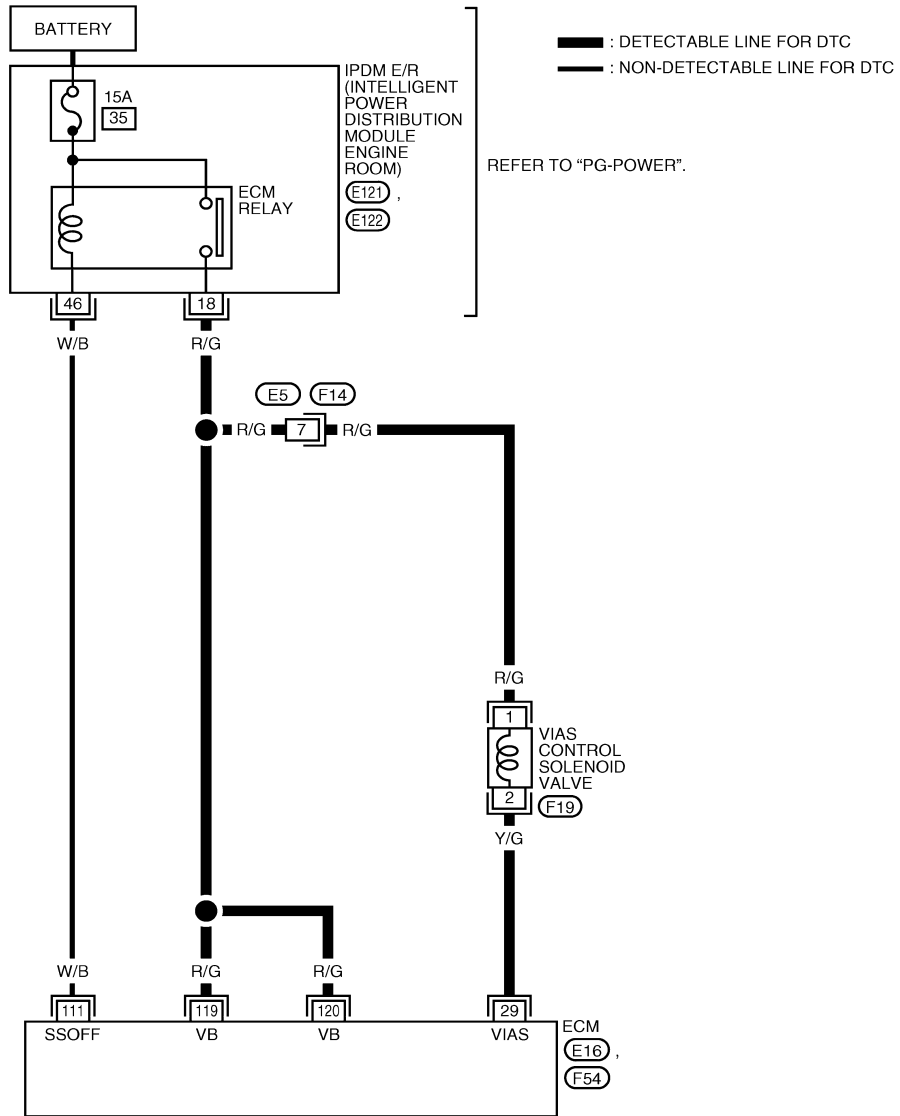 BATTERY
: DETECTABLE LINE FOR DTC
: NON-DETECTABLE LINE FOR DTC
IPDM E/R
(INTELLIGENT
POWER
DISTRIBUTION
MODULE
ENGINE
ROOM)
E121 ,
E122
15A
35
REFER TO “PG-POWER”.
ECM
RELAY
46
18
W/B
R/G
E5
F14
R/G
7
R/G
R/G
1
VIAS
CONTROL
SOLENOID
VALVE
2
F19
Y/G
W/B
R/G
R/G
111
119
120
29
SSOFF
VB
VB
VIAS
ECM
E16 ,
F54